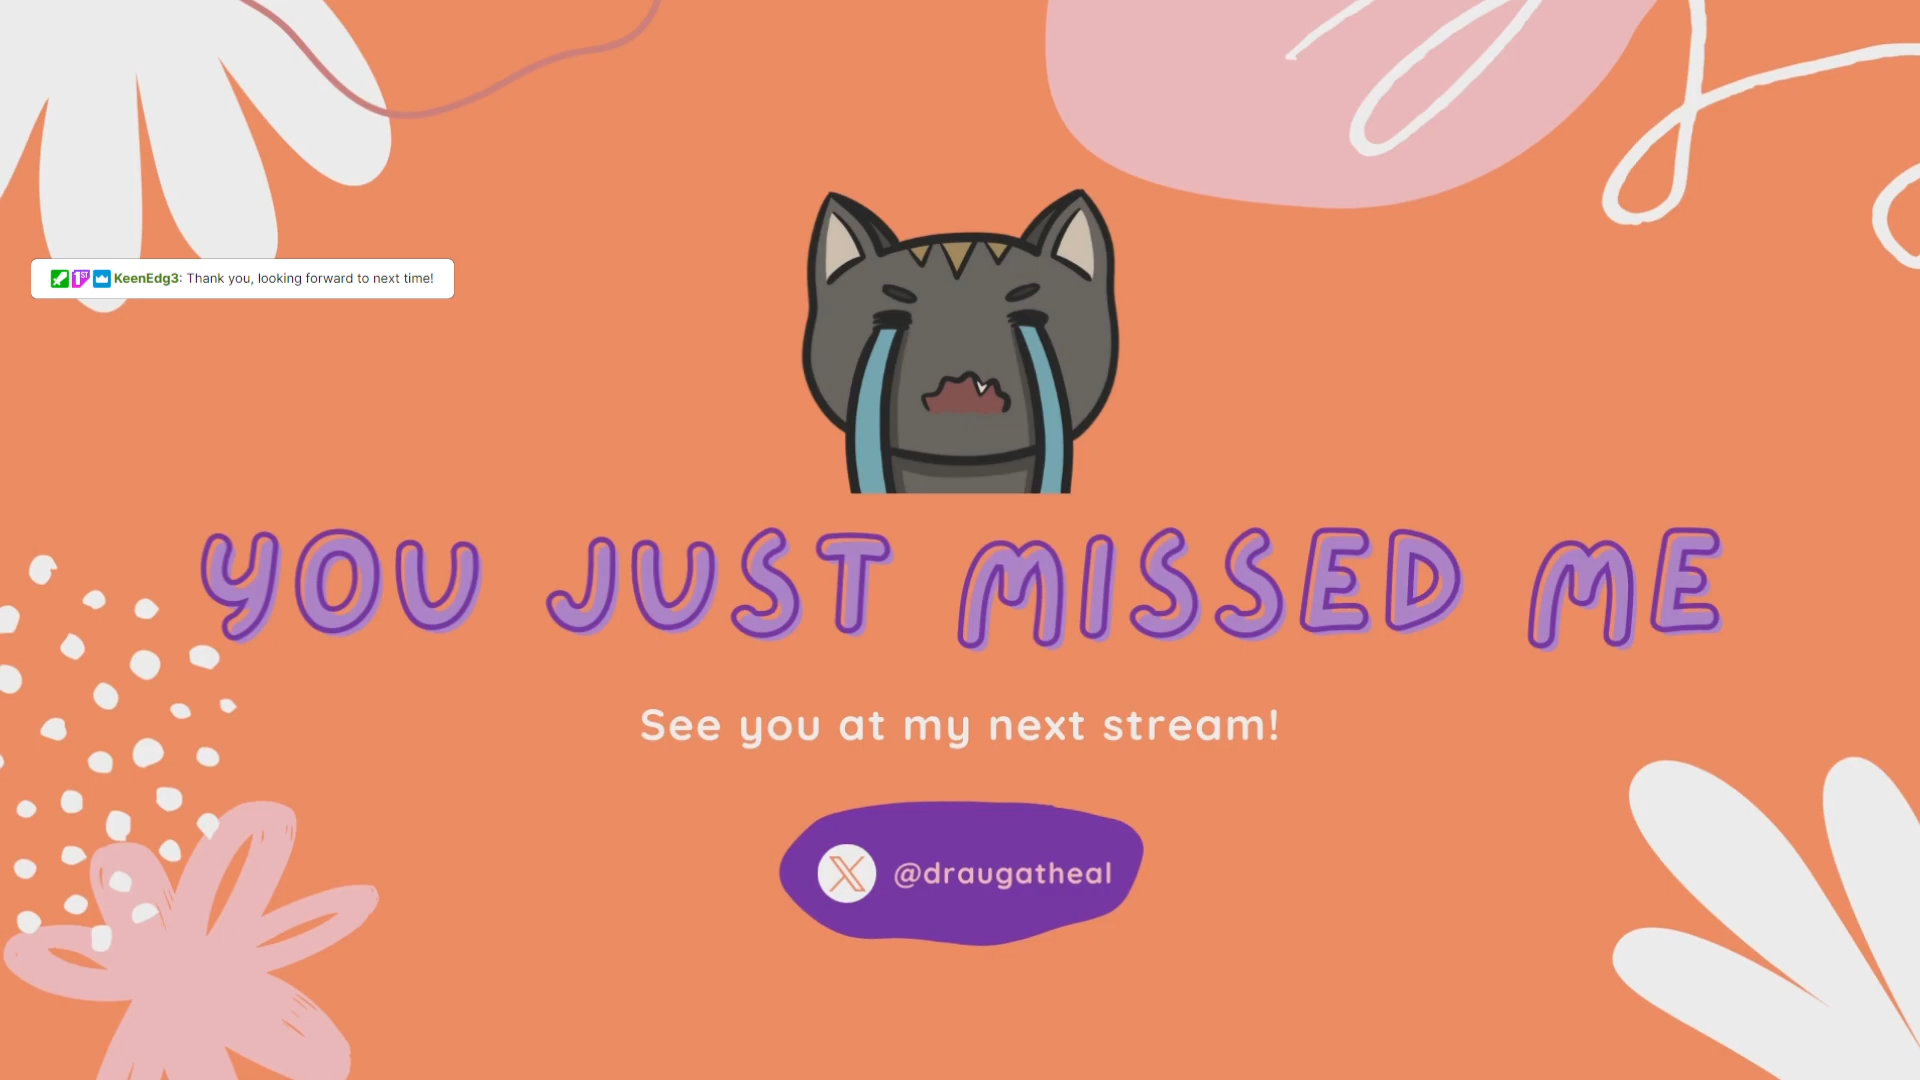 1ST KeenEdg3: Thank you, looking forward to next time!
YOU JUST MISSED ME
See you at my next stream!
X @draugatheal